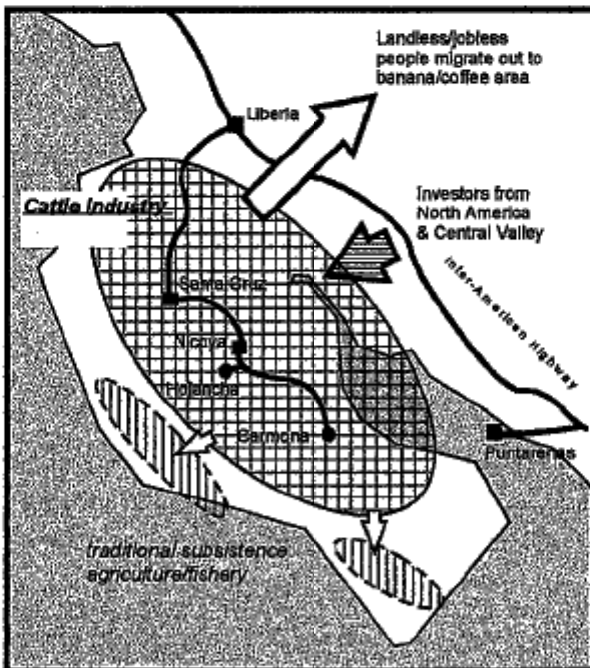 Landless/jobless
people migrate out to
banana/coffee area
Liberia
Cattle Industry
Investors from
North America
& Central Valley
Inter-American Highway
Santa Cruz
Nicoya
Hojancha
Carmona
Puntarenas
traditional subsistence
agriculture/fishery